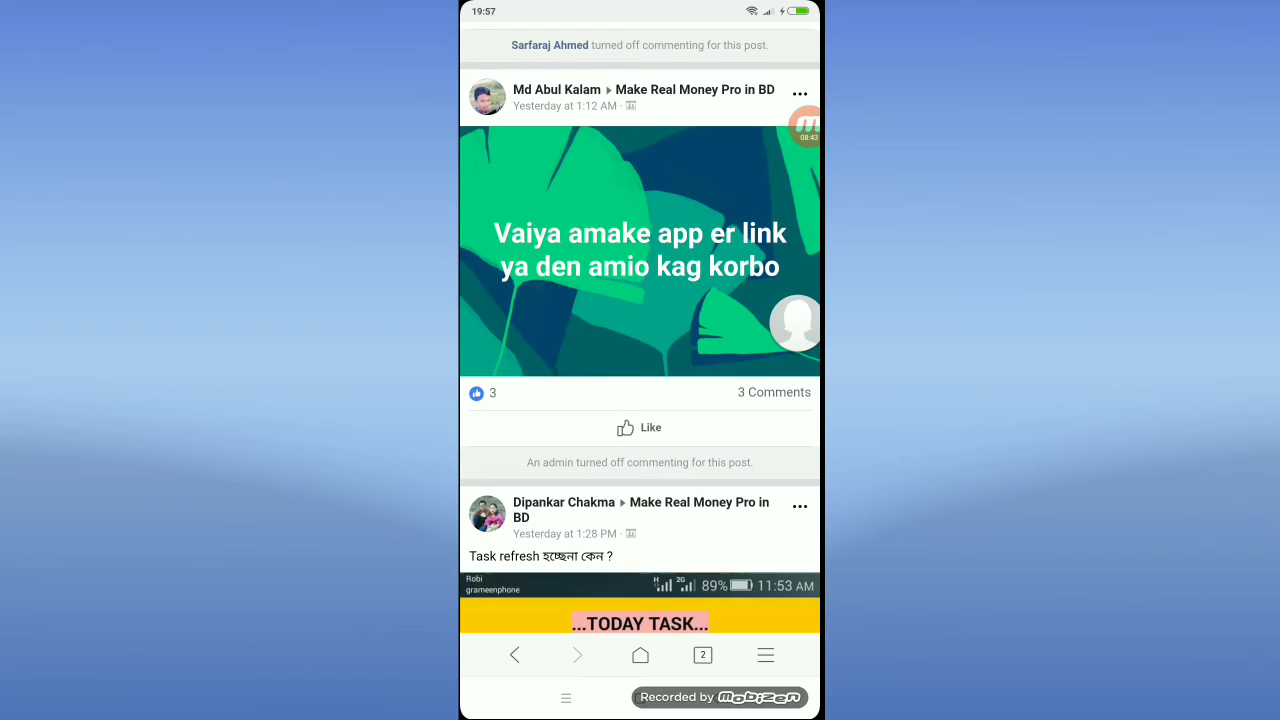 19:57
Sarfaraj Ahmed turned off commenting for this post.
Md Abul Kalam ▸ Make Real Money Pro in BD
Yesterday at 1:12 AM ·
08:43
Vaiya amake app er link
ya den amio kag korbo
3
3 Comments
Like
An admin turned off commenting for this post.
Dipankar Chakma ▸ Make Real Money Pro in
BD
Yesterday at 1:28 PM ·
Task refresh হচ্ছেনা কেন ?
Robi
grameenphone
H 2G 89% 11:53 AM
...TODAY TASK...
2
Recorded by mobizen